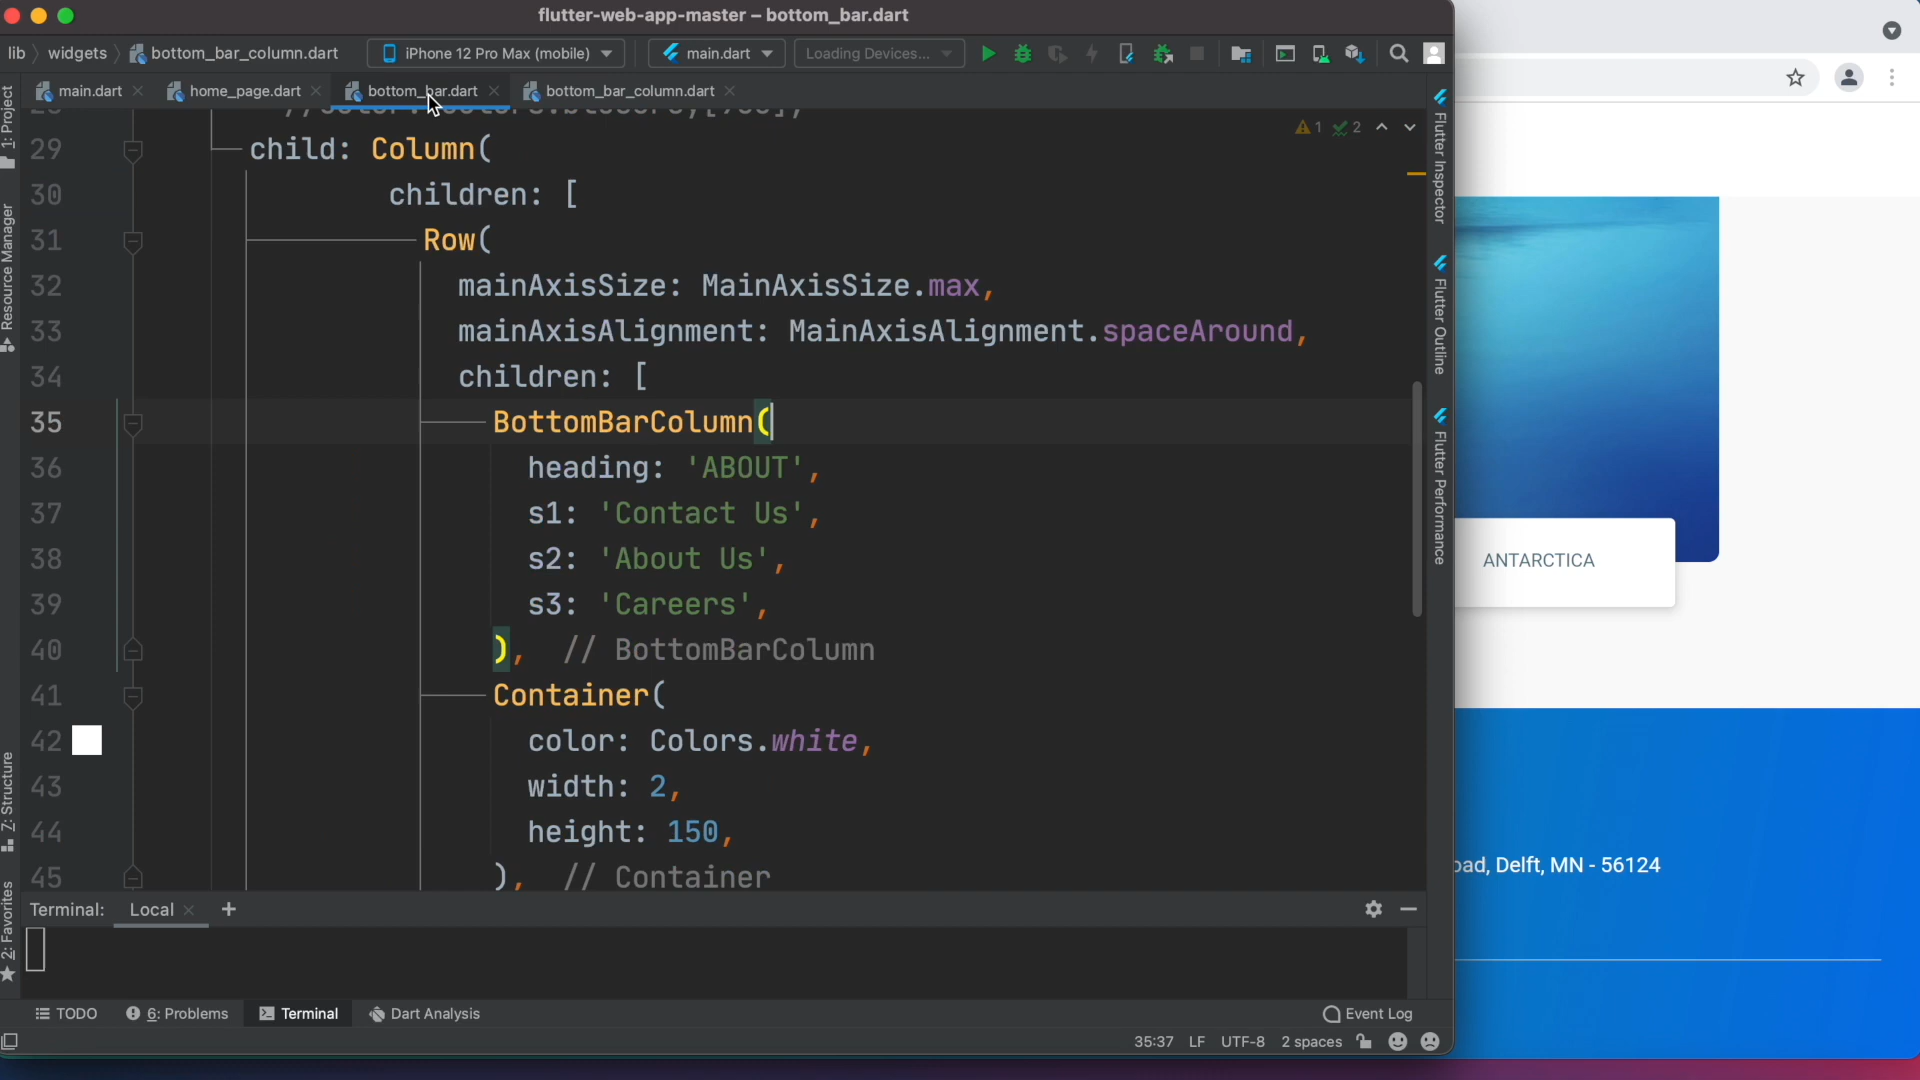 flutter-web-app-master – bottom_bar.dart
lib widgets bottom_bar_column.dart iPhone 12 Pro Max (mobile) main.dart Loading Devices...
main.dart home_page.dart bottom_bar.dart bottom_bar_column.dart
29 child: Column(
30 children: [
31 Row(
32 mainAxisSize: MainAxisSize.max,
33 mainAxisAlignment: MainAxisAlignment.spaceAround,
34 children: [
35 BottomBarColumn(
36 heading: 'ABOUT',
37 s1: 'Contact Us',
38 s2: 'About Us',
39 s3: 'Careers',
40 ), // BottomBarColumn
41 Container(
42 color: Colors.white,
43 width: 2,
44 height: 150,
45 ), // Container
1 2
1: Project
Resource Manager
Z: Structure
2: Favorites
Flutter Inspector
Flutter Outline
Flutter Performance
Terminal: Local +
TODO 6: Problems Terminal Dart Analysis Event Log
35:37 LF UTF-8 2 spaces
ANTARCTICA
oad, Delft, MN - 56124